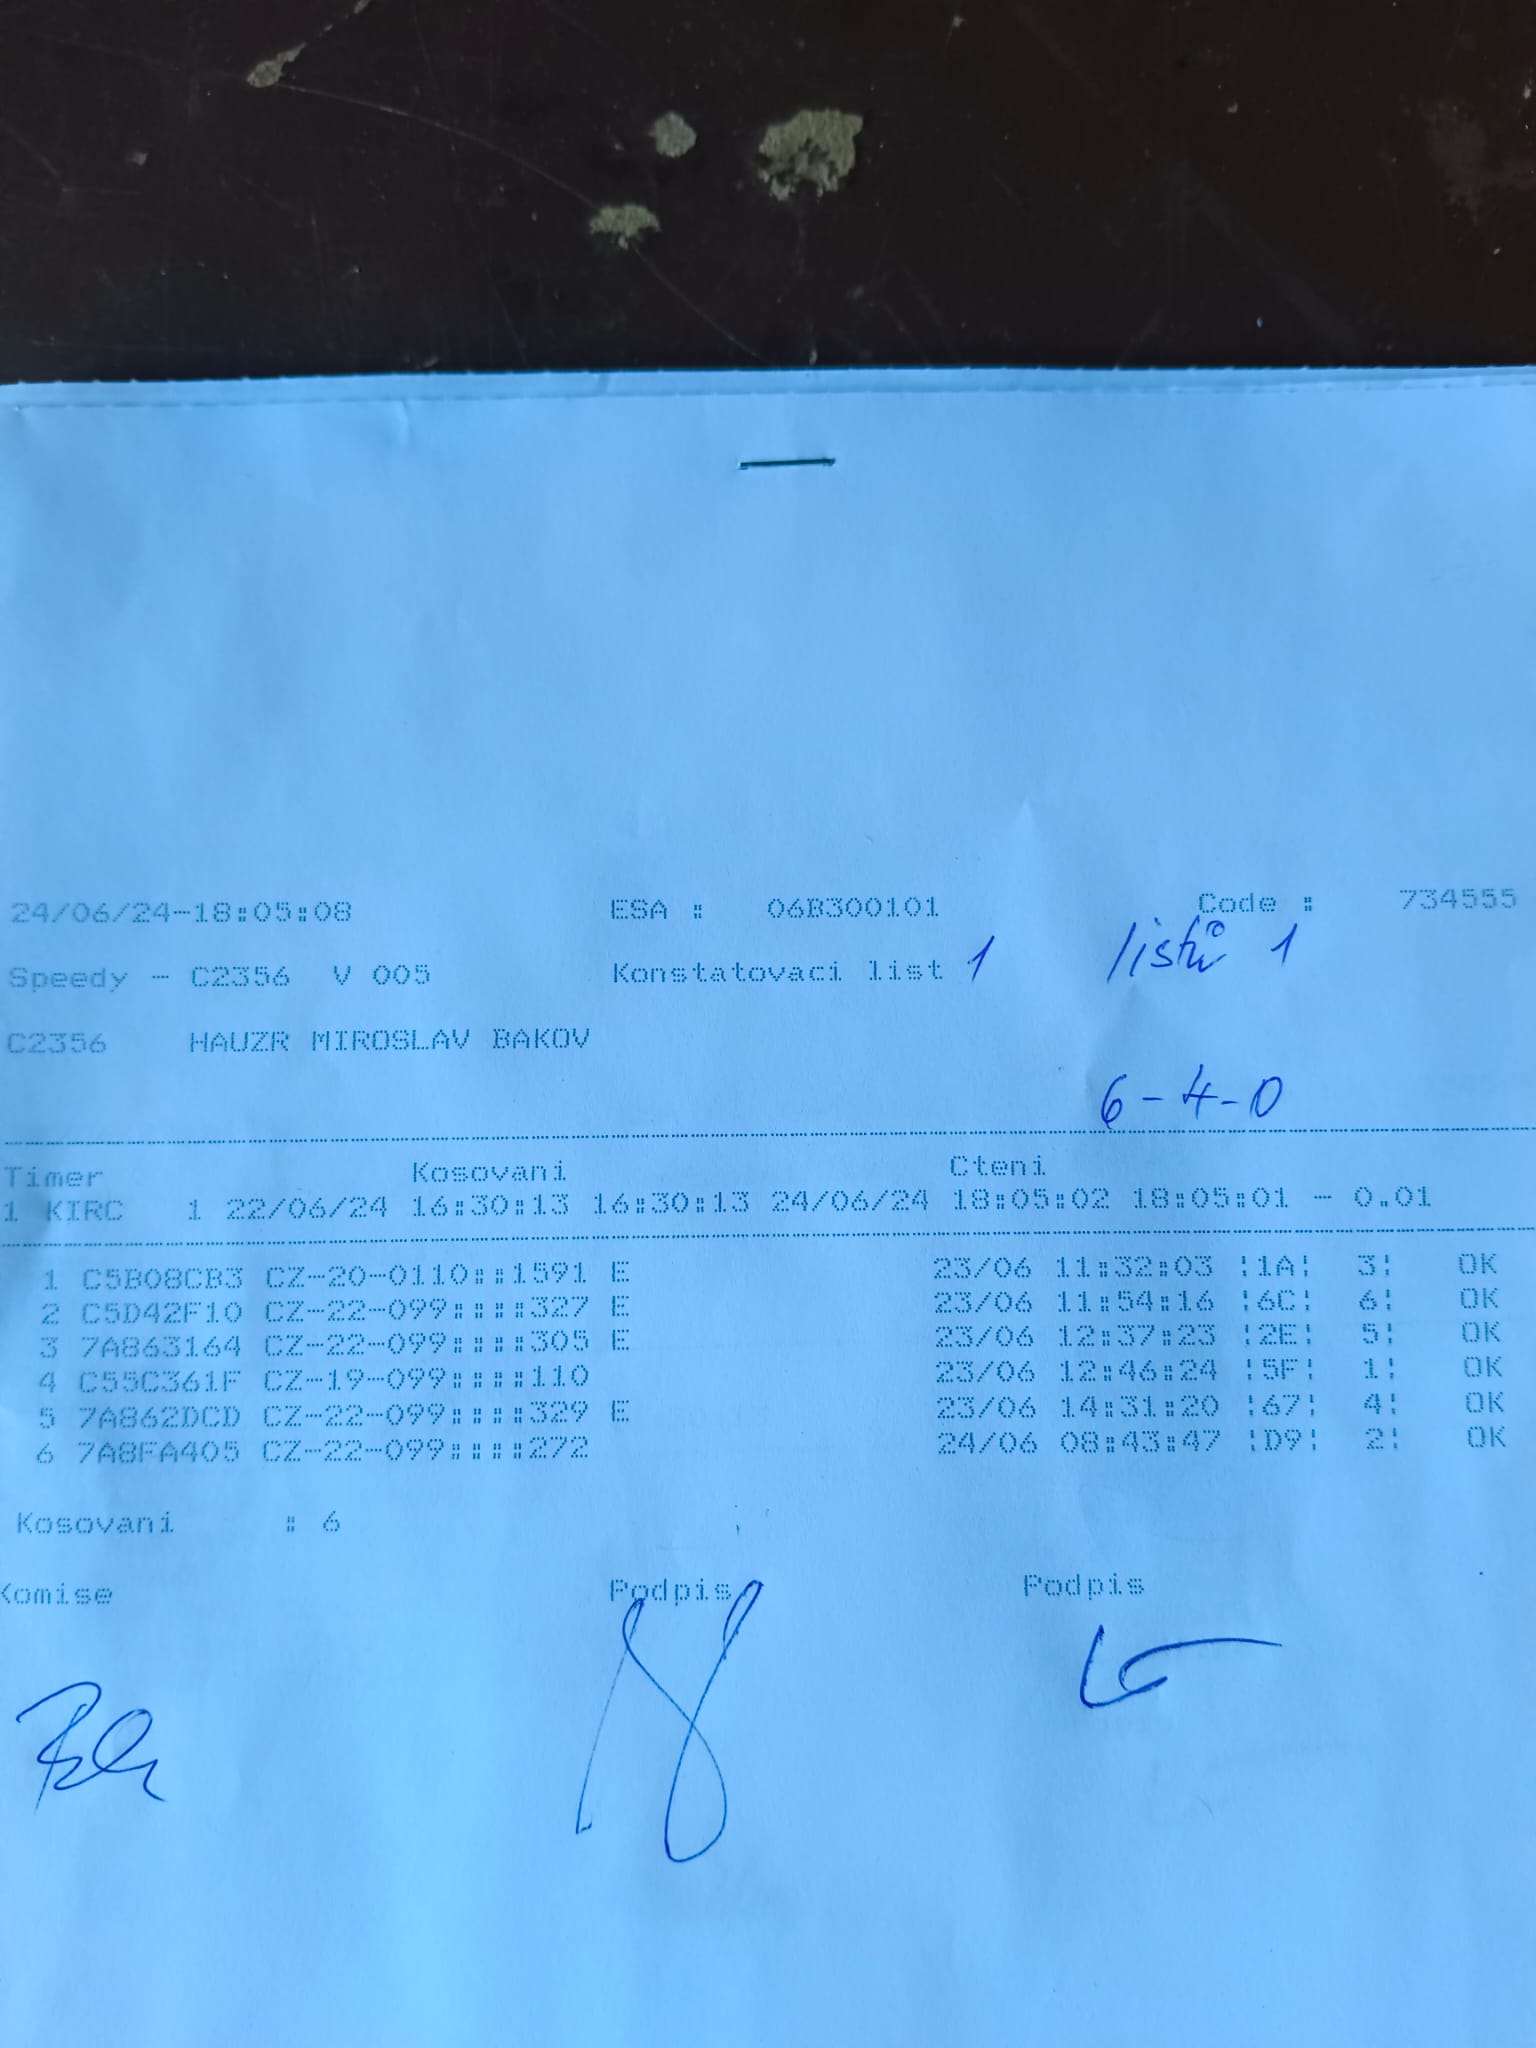 24/06/24-18:05:08 ESA : 06B300101 Code : 734555
Speedy - C2356 V 005 Konstatovaci list 1 listů 1
C2356 HAUZR MIROSLAV BAKOV
6-4-0
Timer Kosovani Cteni
1 KIRC 1 22/06/24 16:30:13 16:30:13 24/06/24 18:05:02 18:05:01 - 0.01
1 C5B08CB3 CZ-20-0110::1591 E 23/06 11:32:03 ¦1A¦ 3¦ OK
2 C5D42F10 CZ-22-099::::327 E 23/06 11:54:16 ¦6C¦ 6¦ OK
3 7A863164 CZ-22-099::::305 E 23/06 12:37:23 ¦2E¦ 5¦ OK
4 C55C361F CZ-19-099::::110 23/06 12:46:24 ¦5F¦ 1¦ OK
5 7A862DCD CZ-22-099::::329 E 23/06 14:31:20 ¦67¦ 4¦ OK
6 7A8FA405 CZ-22-099::::272 24/06 08:43:47 ¦D9¦ 2¦ OK
Kosovani : 6
Komise Podpis Podpis